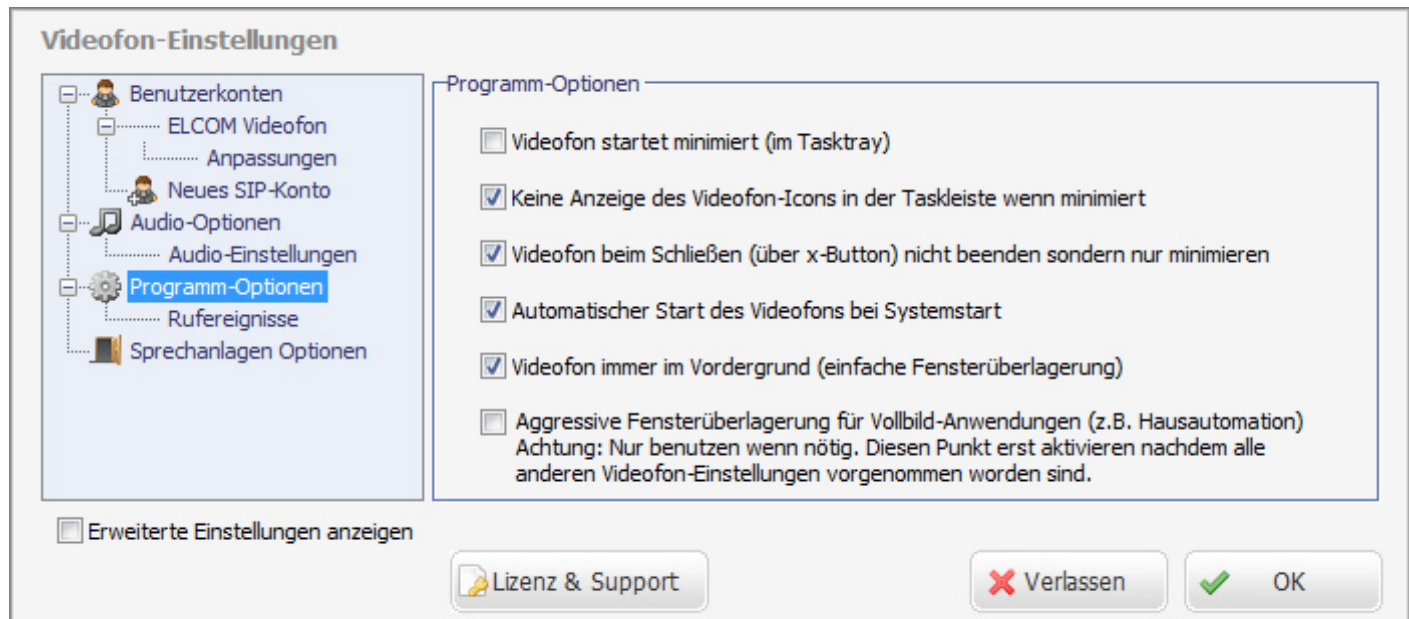 Videofon-Einstellungen
Benutzerkonten
ELCOM Videofon
Anpassungen
Neues SIP-Konto
Audio-Optionen
Audio-Einstellungen
Programm-Optionen
Rufereignisse
Sprechanlagen Optionen
Programm-Optionen
Videofon startet minimiert (im Tasktray)
Keine Anzeige des Videofon-Icons in der Taskleiste wenn minimiert
Videofon beim Schließen (über x-Button) nicht beenden sondern nur minimieren
Automatischer Start des Videofons bei Systemstart
Videofon immer im Vordergrund (einfache Fensterüberlagerung)
Aggressive Fensterüberlagerung für Vollbild-Anwendungen (z.B. Hausautomation)
Achtung: Nur benutzen wenn nötig. Diesen Punkt erst aktivieren nachdem alle
anderen Videofon-Einstellungen vorgenommen worden sind.
Erweiterte Einstellungen anzeigen
Lizenz & Support
Verlassen
OK